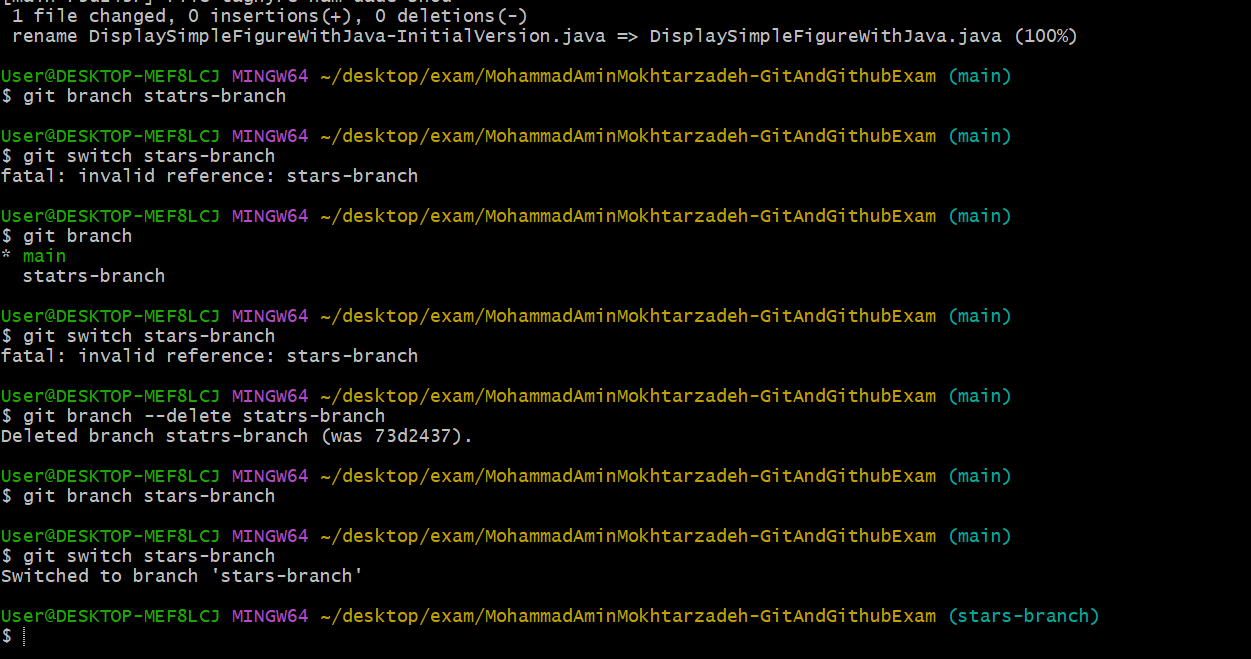 1 file changed, 0 insertions(+), 0 deletions(-)
rename DisplaySimpleFigureWithJava-InitialVersion.java => DisplaySimpleFigureWithJava.java (100%)
User@DESKTOP-MEF8LCJ MINGW64 ~/desktop/exam/MohammadAminMokhtarzadeh-GitAndGithubExam (main)
$ git branch statrs-branch
User@DESKTOP-MEF8LCJ MINGW64 ~/desktop/exam/MohammadAminMokhtarzadeh-GitAndGithubExam (main)
$ git switch stars-branch
fatal: invalid reference: stars-branch
User@DESKTOP-MEF8LCJ MINGW64 ~/desktop/exam/MohammadAminMokhtarzadeh-GitAndGithubExam (main)
$ git branch
* main
statrs-branch
User@DESKTOP-MEF8LCJ MINGW64 ~/desktop/exam/MohammadAminMokhtarzadeh-GitAndGithubExam (main)
$ git switch stars-branch
fatal: invalid reference: stars-branch
User@DESKTOP-MEF8LCJ MINGW64 ~/desktop/exam/MohammadAminMokhtarzadeh-GitAndGithubExam (main)
$ git branch --delete statrs-branch
Deleted branch statrs-branch (was 73d2437).
User@DESKTOP-MEF8LCJ MINGW64 ~/desktop/exam/MohammadAminMokhtarzadeh-GitAndGithubExam (main)
$ git branch stars-branch
User@DESKTOP-MEF8LCJ MINGW64 ~/desktop/exam/MohammadAminMokhtarzadeh-GitAndGithubExam (main)
$ git switch stars-branch
Switched to branch 'stars-branch'
User@DESKTOP-MEF8LCJ MINGW64 ~/desktop/exam/MohammadAminMokhtarzadeh-GitAndGithubExam (stars-branch)
$